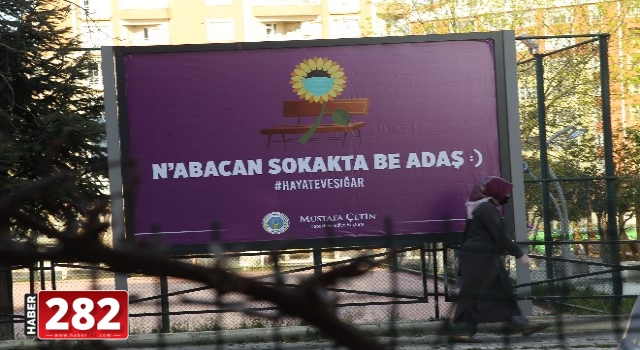 N'ABACAN SOKAKTA BE ADAŞ :)
#HAYATEVESIĞAR
MUSTAFA ÇETİN
HABER
282